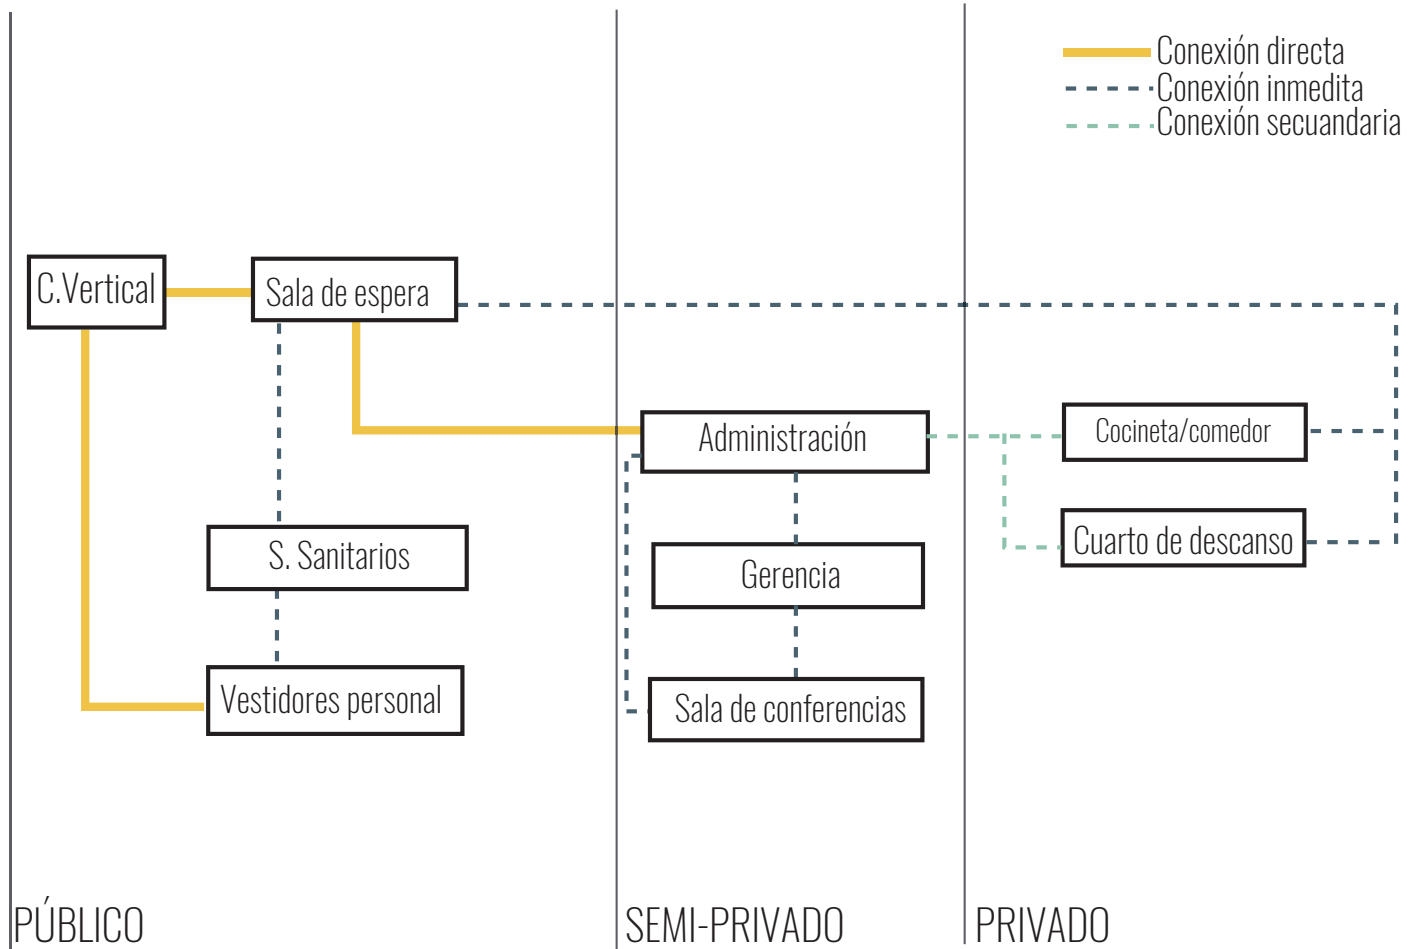 Conexión directa
Conexión inmedita
Conexión secuandaria
C.Vertical
Sala de espera
Administración
Cocineta/comedor
S. Sanitarios
Gerencia
Cuarto de descanso
Vestidores personal
Sala de conferencias
PÚBLICO
SEMI-PRIVADO
PRIVADO